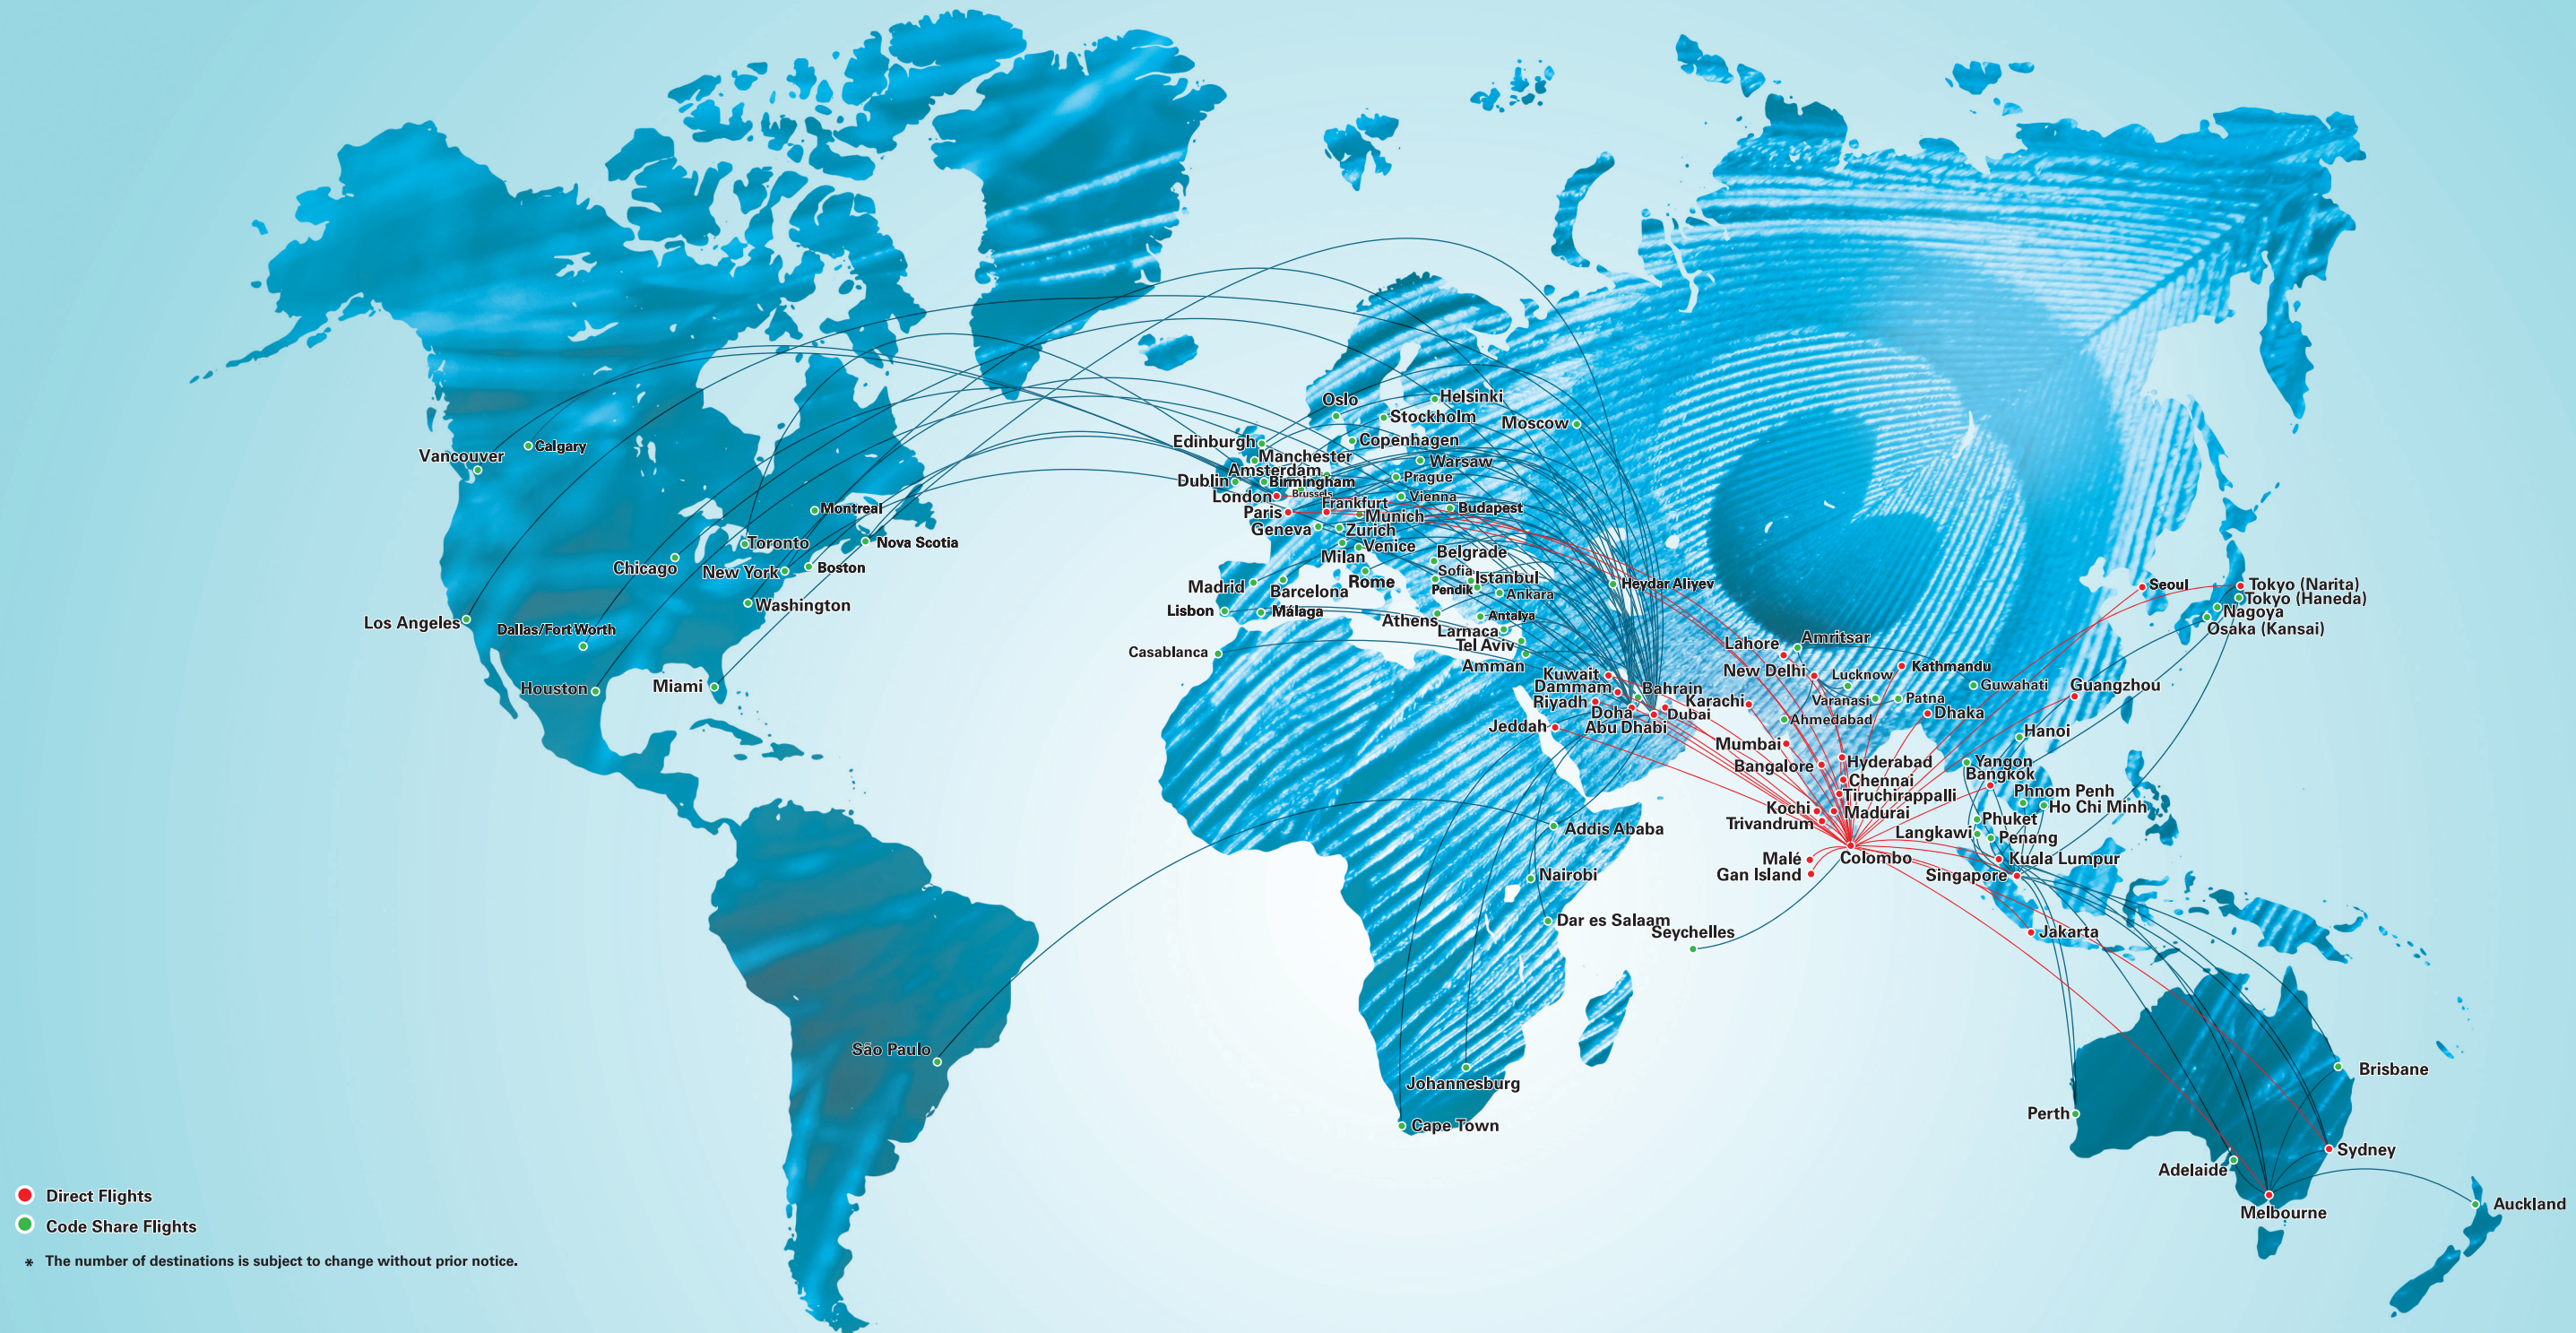 Vancouver
Calgary
Los Angeles
Dallas/Fort Worth
Houston
Chicago
Toronto
Montreal
New York
Boston
Nova Scotia
Washington
Miami
São Paulo
Oslo
Helsinki
Stockholm
Moscow
Edinburgh
Copenhagen
Manchester
Warsaw
Amsterdam
Dublin
Birmingham
Prague
London
Brussels
Vienna
Frankfurt
Paris
Munich
Budapest
Geneva
Zurich
Milan
Venice
Belgrade
Rome
Sofia
Istanbul
Madrid
Barcelona
Pendik
Ankara
Heydar Aliyev
Lisbon
Málaga
Athens
Antalya
Larnaca
Casablanca
Tel Aviv
Amman
Kuwait
Dammam
Bahrain
Riyadh
Doha
Dubai
Jeddah
Abu Dhabi
Karachi
Lahore
Amritsar
New Delhi
Lucknow
Kathmandu
Varanasi
Patna
Guwahati
Ahmedabad
Dhaka
Mumbai
Bangalore
Hyderabad
Chennai
Tiruchirappalli
Kochi
Madurai
Trivandrum
Malé
Colombo
Gan Island
Seychelles
Addis Ababa
Nairobi
Dar es Salaam
Johannesburg
Cape Town
Seoul
Tokyo (Narita)
Tokyo (Haneda)
Nagoya
Osaka (Kansai)
Guangzhou
Hanoi
Yangon
Bangkok
Phnom Penh
Ho Chi Minh
Phuket
Langkawi
Penang
Kuala Lumpur
Singapore
Jakarta
Brisbane
Perth
Sydney
Adelaide
Melbourne
Auckland
Direct Flights
Code Share Flights
* The number of destinations is subject to change without prior notice.